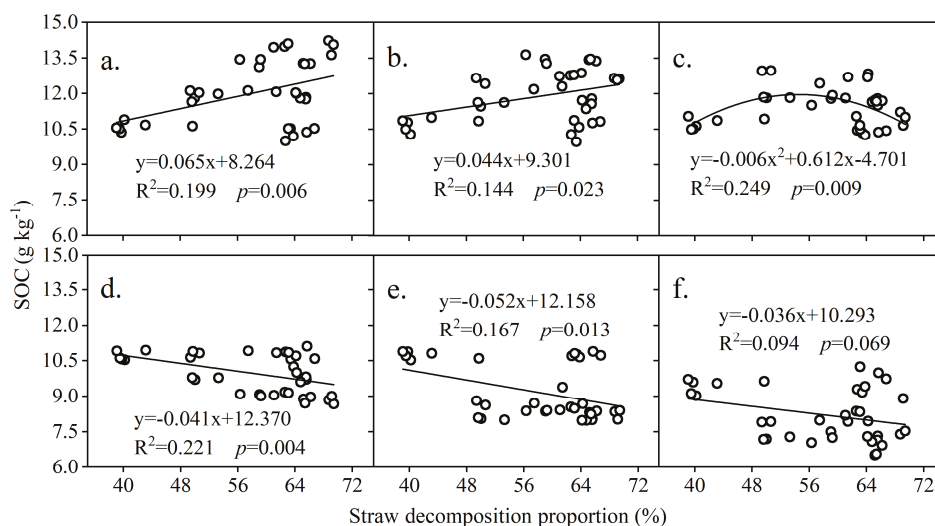 15.0
13.5
12.0
10.5
9.0
7.5
6.0
a.
y=0.065x+8.264
R²=0.199 p=0.006
b.
y=0.044x+9.301
R²=0.144 p=0.023
c.
y=-0.006x²+0.612x-4.701
R²=0.249 p=0.009
SOC (g kg⁻¹)
15.0
13.5
12.0
10.5
9.0
7.5
6.0
d.
y=-0.041x+12.370
R²=0.221 p=0.004
e.
y=-0.052x+12.158
R²=0.167 p=0.013
f.
y=-0.036x+10.293
R²=0.094 p=0.069
40 48 56 64 72 40 48 56 64 72 40 48 56 64 72
Straw decomposition proportion (%)